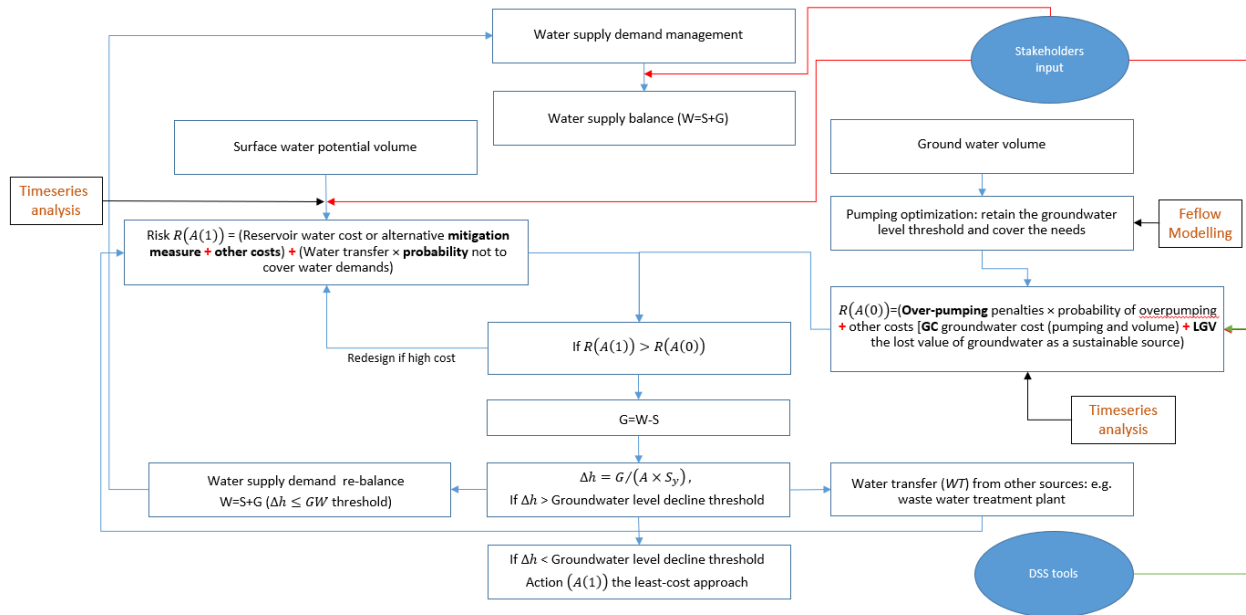 Water supply demand management
Stakeholders
input
Water supply balance (W=S+G)
Surface water potential volume
Ground water volume
Timeseries
analysis
Pumping optimization: retain the groundwater
level threshold and cover the needs
Feflow
Modelling
Risk R(A(1)) = (Reservoir water cost or alternative mitigation
measure + other costs) + (Water transfer × probability not to
cover water demands)
R(A(0))=(Over-pumping penalties × probability of overpumping
+ other costs [GC groundwater cost (pumping and volume) + LGV
the lost value of groundwater as a sustainable source)
If R(A(1)) > R(A(0))
Redesign if high cost
Timeseries
analysis
G=W-S
Water supply demand re-balance
W=S+G (Δh ≤ GW threshold)
Δh = G/(A × Sy) ,
If Δh > Groundwater level decline threshold
Water transfer (WT) from other sources: e.g.
waste water treatment plant
If Δh < Groundwater level decline threshold
Action (A(1)) the least-cost approach
DSS tools